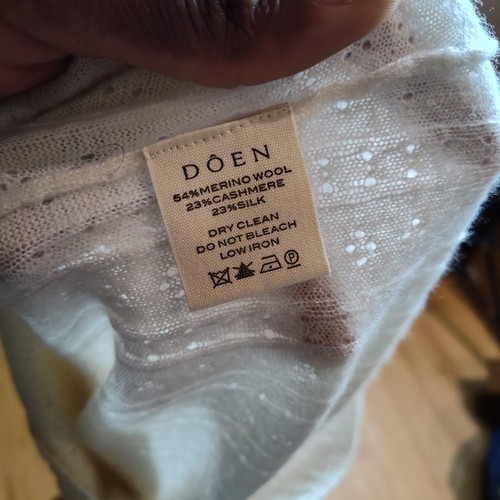 DÔEN
54%MERINO WOOL
23%CASHMERE
23%SILK
DRY CLEAN
DO NOT BLEACH
LOW IRON
P